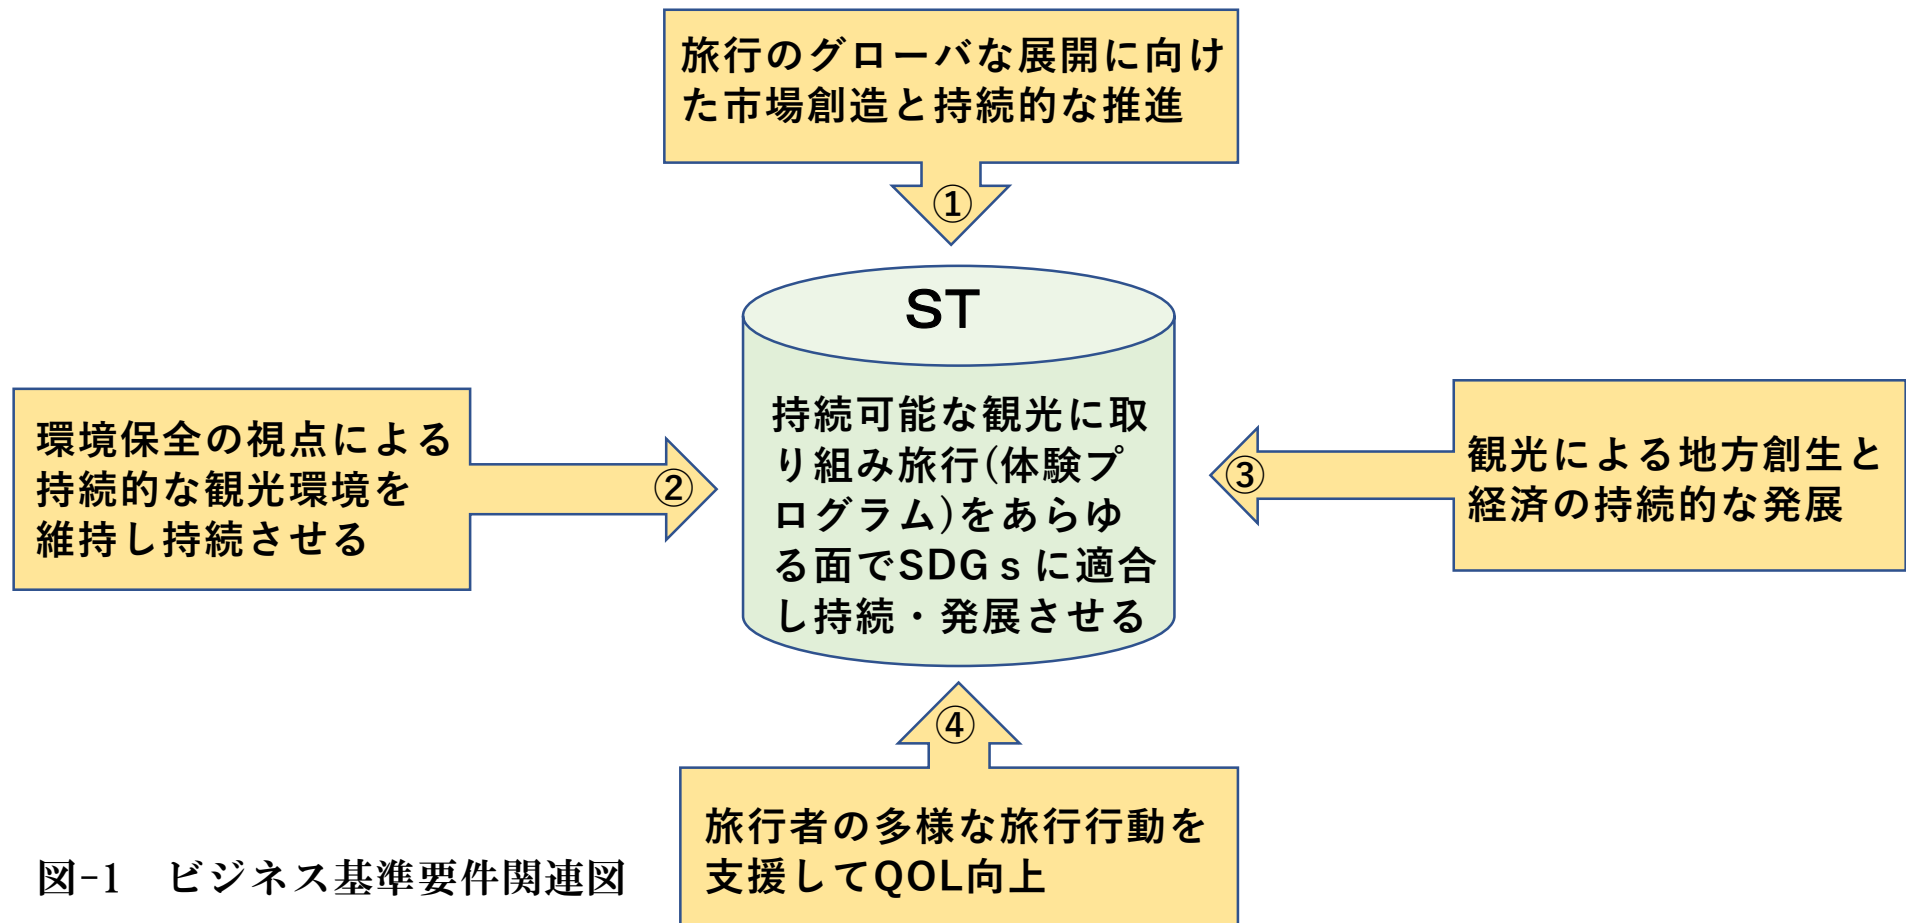 旅行のグローバな展開に向け
た市場創造と持続的な推進
①
ST
持続可能な観光に取
り組み旅行(体験プ
ログラム)をあらゆ
る面でSDGｓに適合
し持続・発展させる
環境保全の視点による
持続的な観光環境を
維持し持続させる
②
③
観光による地方創生と
経済の持続的な発展
④
旅行者の多様な旅行行動を
支援してQOL向上
図-1　ビジネス基準要件関連図